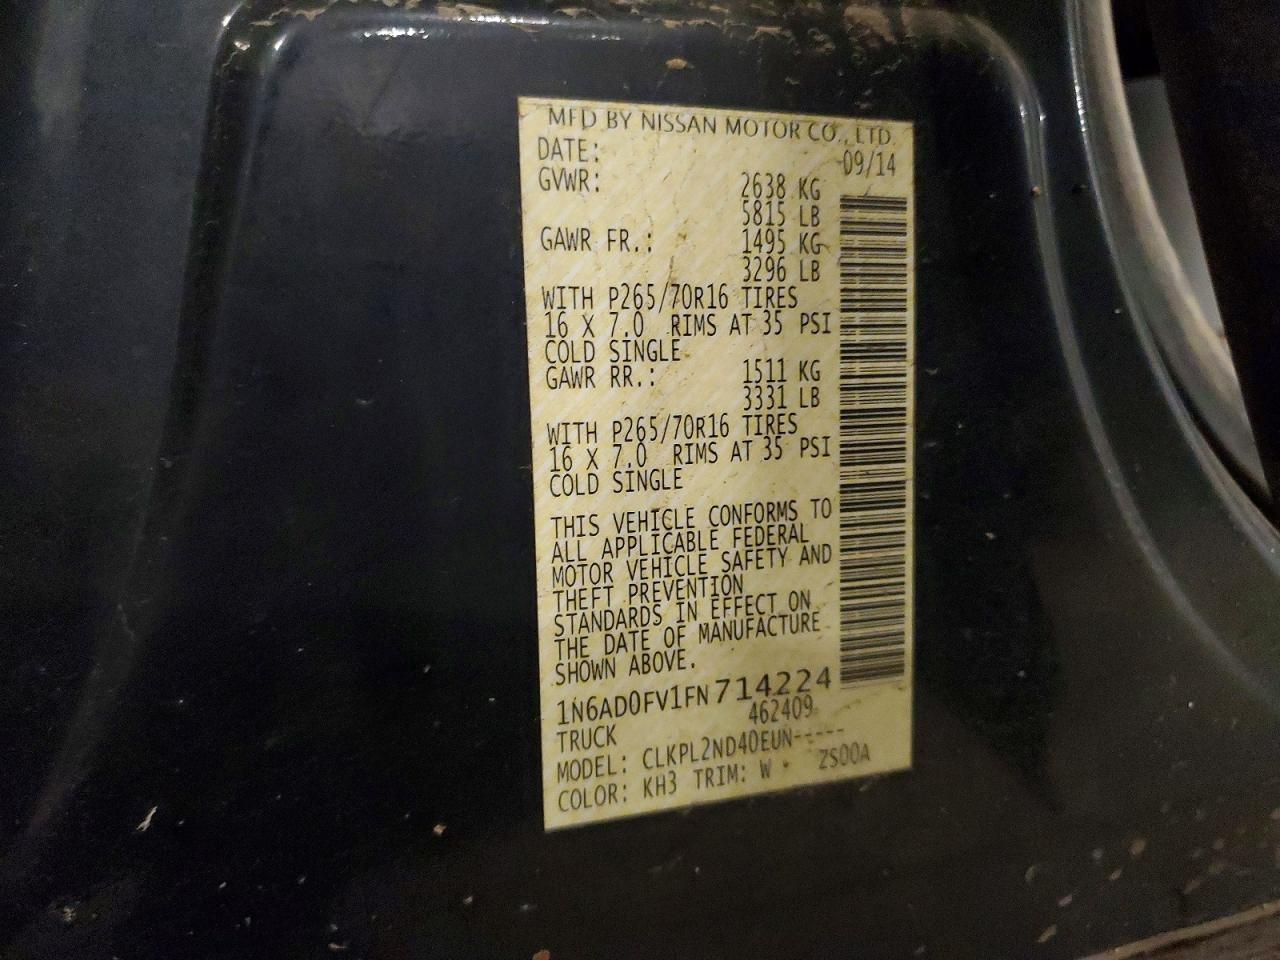 MFD BY NISSAN MOTOR CO., LTD.
DATE: 09/14
GVWR: 2638 KG
5815 LB
GAWR FR.: 1495 KG
3296 LB
WITH P265/70R16 TIRES
16 X 7.0 RIMS AT 35 PSI
COLD SINGLE
GAWR RR.: 1511 KG
3331 LB
WITH P265/70R16 TIRES
16 X 7.0 RIMS AT 35 PSI
COLD SINGLE
THIS VEHICLE CONFORMS TO
ALL APPLICABLE FEDERAL
MOTOR VEHICLE SAFETY AND
THEFT PREVENTION
STANDARDS IN EFFECT ON
THE DATE OF MANUFACTURE
SHOWN ABOVE.
1N6AD0FV1FN714224
TRUCK 462409
MODEL: CLKPL2ND40EUN-----
COLOR: KH3 TRIM: W ZS00A